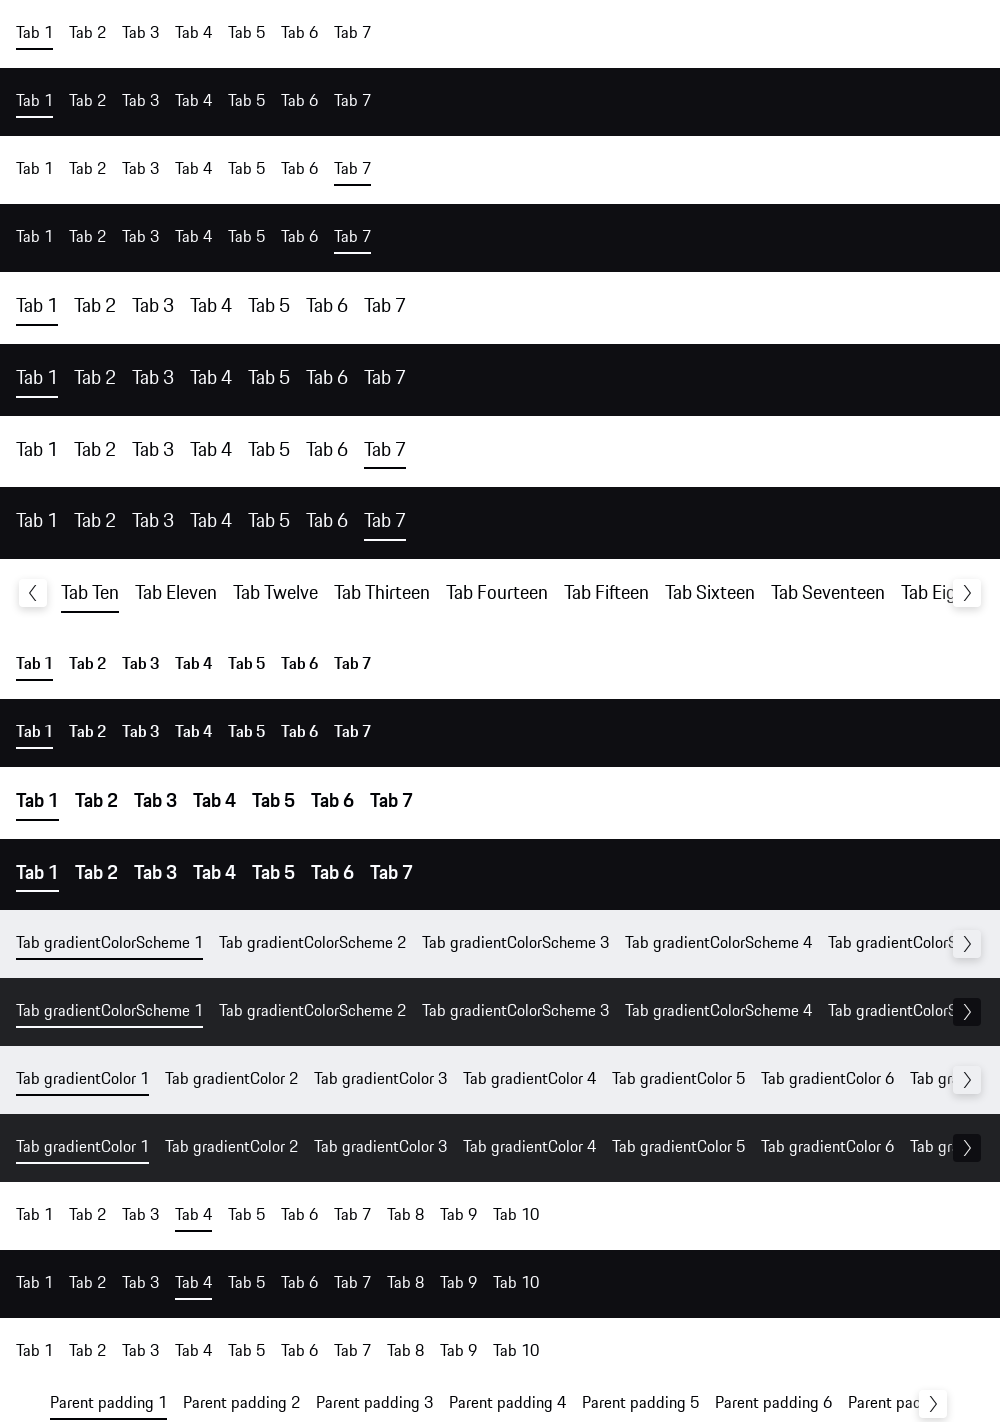 Tab 1 Tab 2 Tab 3 Tab 4 Tab 5 Tab 6 Tab 7
Tab 1 Tab 2 Tab 3 Tab 4 Tab 5 Tab 6 Tab 7
Tab 1 Tab 2 Tab 3 Tab 4 Tab 5 Tab 6 Tab 7
Tab 1 Tab 2 Tab 3 Tab 4 Tab 5 Tab 6 Tab 7
Tab 1 Tab 2 Tab 3 Tab 4 Tab 5 Tab 6 Tab 7
Tab 1 Tab 2 Tab 3 Tab 4 Tab 5 Tab 6 Tab 7
Tab 1 Tab 2 Tab 3 Tab 4 Tab 5 Tab 6 Tab 7
Tab 1 Tab 2 Tab 3 Tab 4 Tab 5 Tab 6 Tab 7
Tab Ten Tab Eleven Tab Twelve Tab Thirteen Tab Fourteen Tab Fifteen Tab Sixteen Tab Seventeen Tab Eig
Tab 1 Tab 2 Tab 3 Tab 4 Tab 5 Tab 6 Tab 7
Tab 1 Tab 2 Tab 3 Tab 4 Tab 5 Tab 6 Tab 7
Tab 1 Tab 2 Tab 3 Tab 4 Tab 5 Tab 6 Tab 7
Tab 1 Tab 2 Tab 3 Tab 4 Tab 5 Tab 6 Tab 7
Tab gradientColorScheme 1 Tab gradientColorScheme 2 Tab gradientColorScheme 3 Tab gradientColorScheme 4 Tab gradientColorS
Tab gradientColorScheme 1 Tab gradientColorScheme 2 Tab gradientColorScheme 3 Tab gradientColorScheme 4 Tab gradientColorS
Tab gradientColor 1 Tab gradientColor 2 Tab gradientColor 3 Tab gradientColor 4 Tab gradientColor 5 Tab gradientColor 6 Tab gr
Tab gradientColor 1 Tab gradientColor 2 Tab gradientColor 3 Tab gradientColor 4 Tab gradientColor 5 Tab gradientColor 6 Tab gr
Tab 1 Tab 2 Tab 3 Tab 4 Tab 5 Tab 6 Tab 7 Tab 8 Tab 9 Tab 10
Tab 1 Tab 2 Tab 3 Tab 4 Tab 5 Tab 6 Tab 7 Tab 8 Tab 9 Tab 10
Tab 1 Tab 2 Tab 3 Tab 4 Tab 5 Tab 6 Tab 7 Tab 8 Tab 9 Tab 10
Parent padding 1 Parent padding 2 Parent padding 3 Parent padding 4 Parent padding 5 Parent padding 6 Parent pad